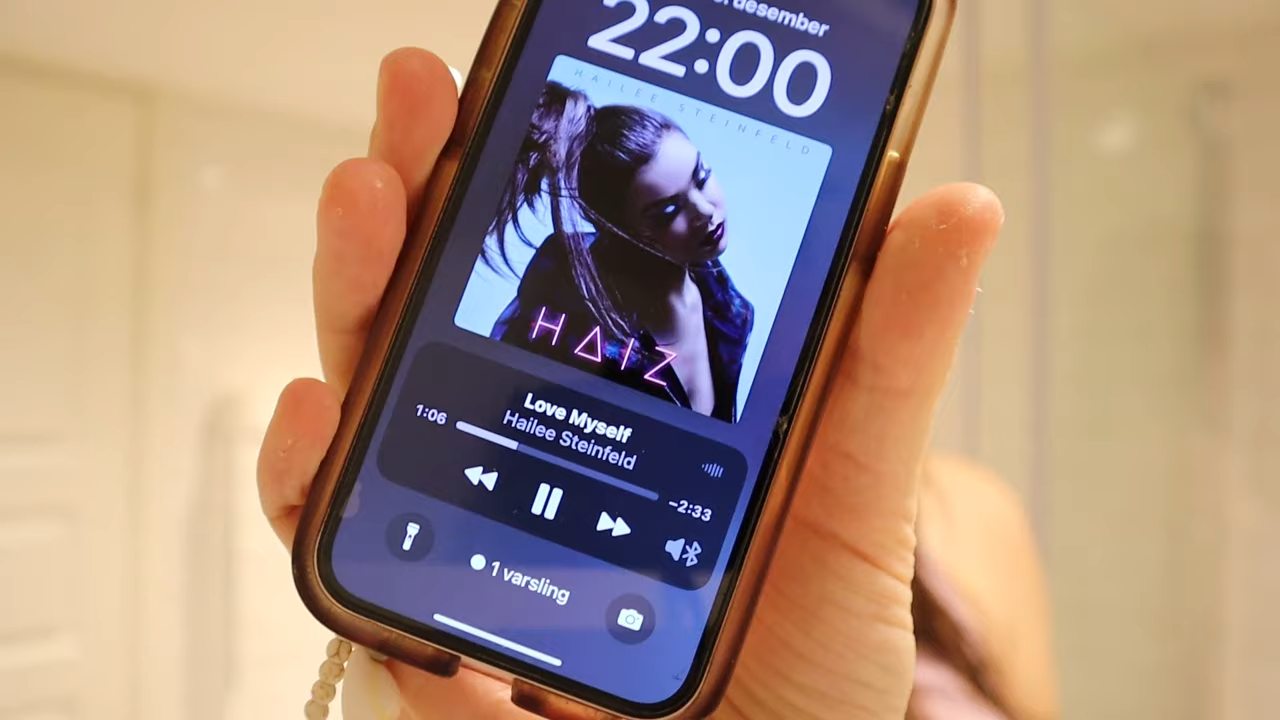 desember
22:00
HAILEE STEINFELD
HAIZ
Love Myself
Hailee Steinfeld
1:06
−2:33
1 varsling